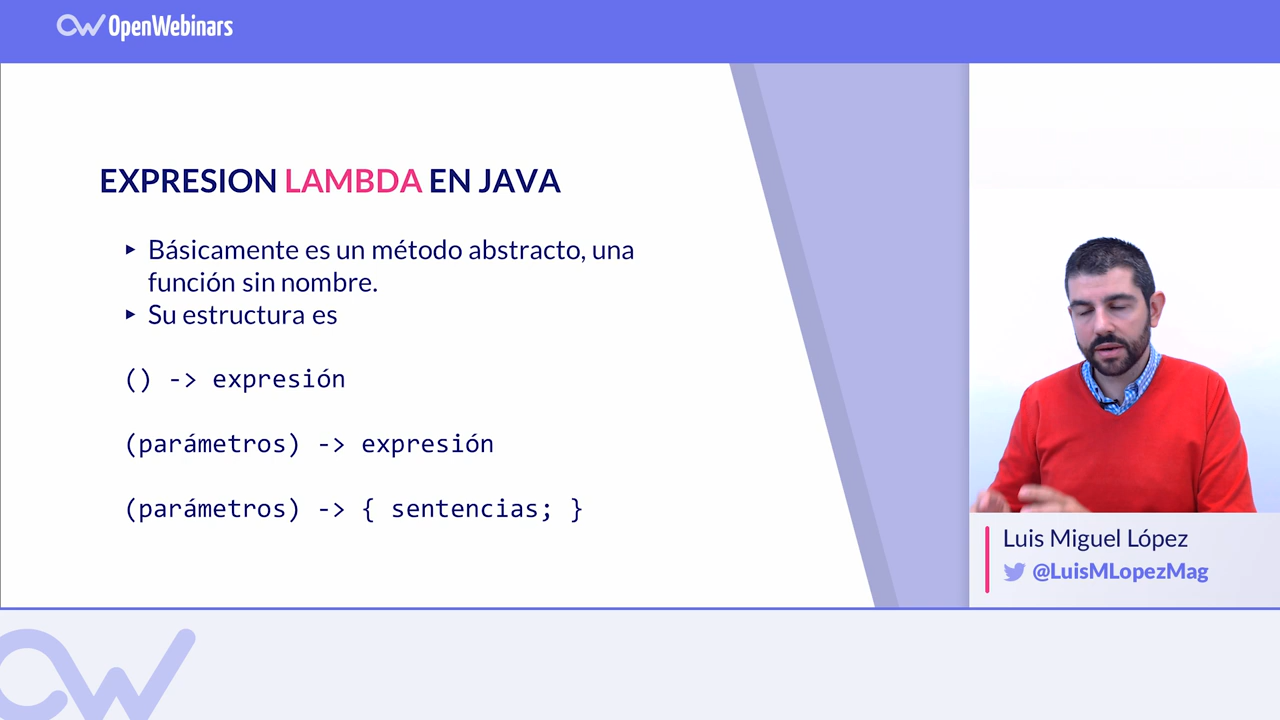 OpenWebinars
EXPRESION LAMBDA EN JAVA
‣ Básicamente es un método abstracto, una
función sin nombre.
‣ Su estructura es
() -> expresión
(parámetros) -> expresión
(parámetros) -> { sentencias; }
Luis Miguel López
@LuisMLopezMag